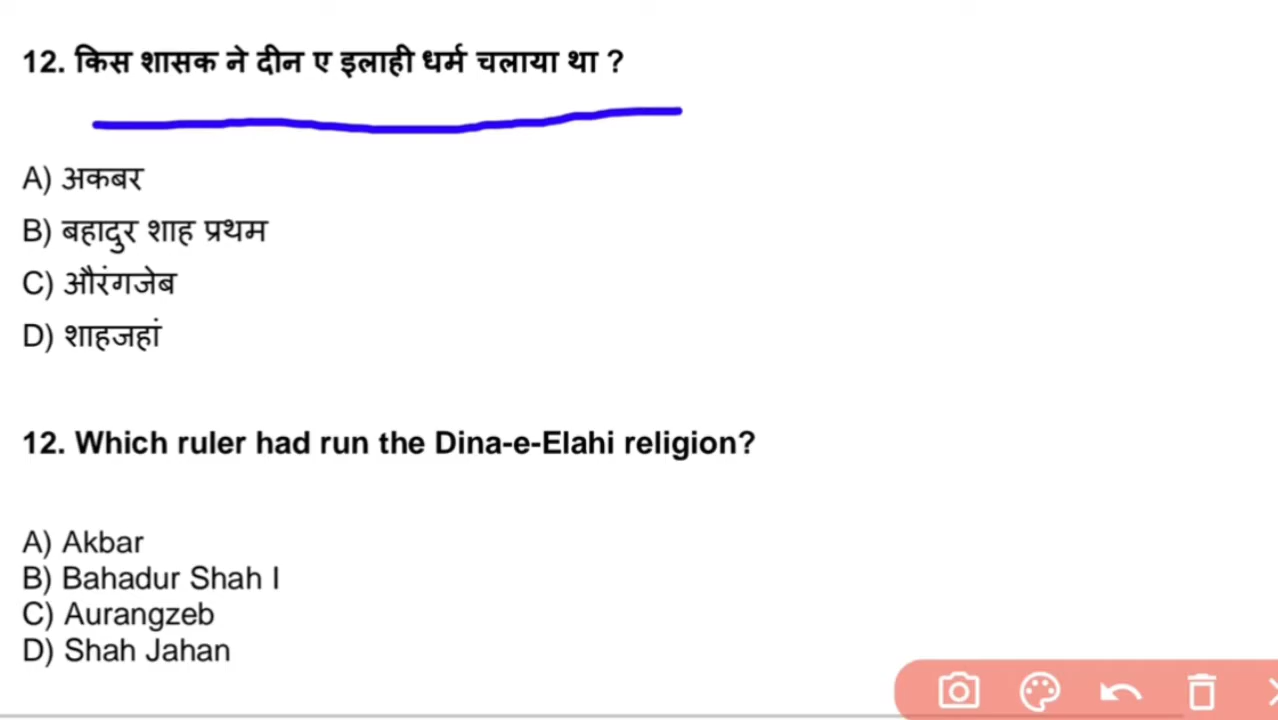 12. किस शासक ने दीन ए इलाही धर्म चलाया था ?
A) अकबर
B) बहादुर शाह प्रथम
C) औरंगजेब
D) शाहजहां
12. Which ruler had run the Dina-e-Elahi religion?
A) Akbar
B) Bahadur Shah I
C) Aurangzeb
D) Shah Jahan